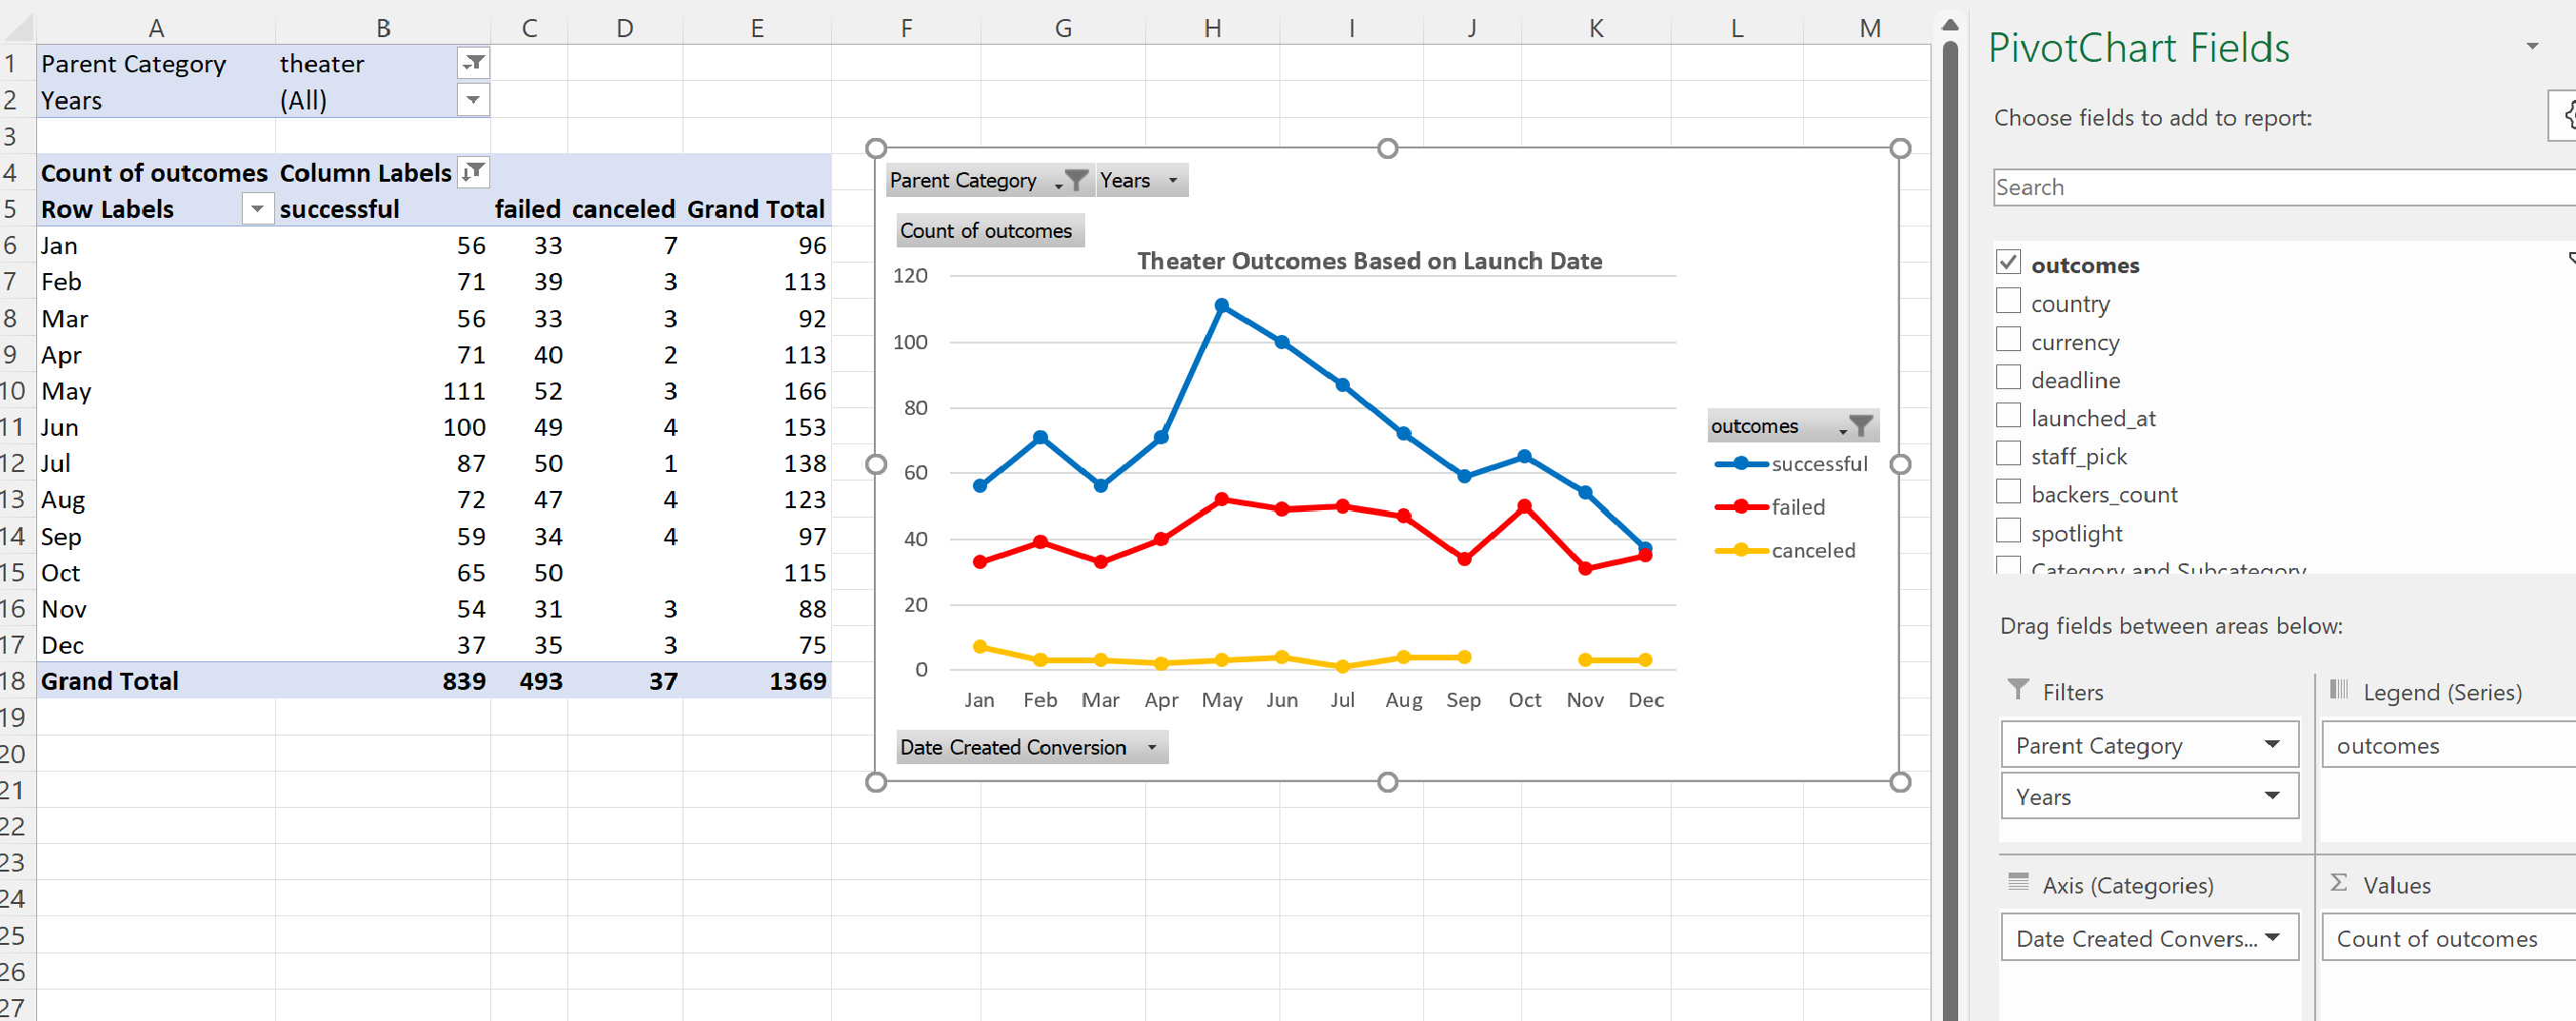 A B C D E F G H I J K L M
1 Parent Category theater
2 Years (All)
3
4 Count of outcomes Column Labels
5 Row Labels successful failed canceled Grand Total
6 Jan 56 33 7 96
7 Feb 71 39 3 113
8 Mar 56 33 3 92
9 Apr 71 40 2 113
10 May 111 52 3 166
11 Jun 100 49 4 153
12 Jul 87 50 1 138
13 Aug 72 47 4 123
14 Sep 59 34 4 97
15 Oct 65 50 115
16 Nov 54 31 3 88
17 Dec 37 35 3 75
18 Grand Total 839 493 37 1369
19
20
21
22
23
24
25
26
27
Parent Category Years
Count of outcomes
Theater Outcomes Based on Launch Date
120
100
80
60
40
20
0
Jan Feb Mar Apr May Jun Jul Aug Sep Oct Nov Dec
outcomes
successful
failed
canceled
Date Created Conversion
PivotChart Fields
Choose fields to add to report:
Search
outcomes
country
currency
deadline
launched_at
staff_pick
backers_count
spotlight
Category and Subcategory
Drag fields between areas below:
Filters
Parent Category
Years
Legend (Series)
outcomes
Axis (Categories)
Date Created Convers...
Σ Values
Count of outcomes